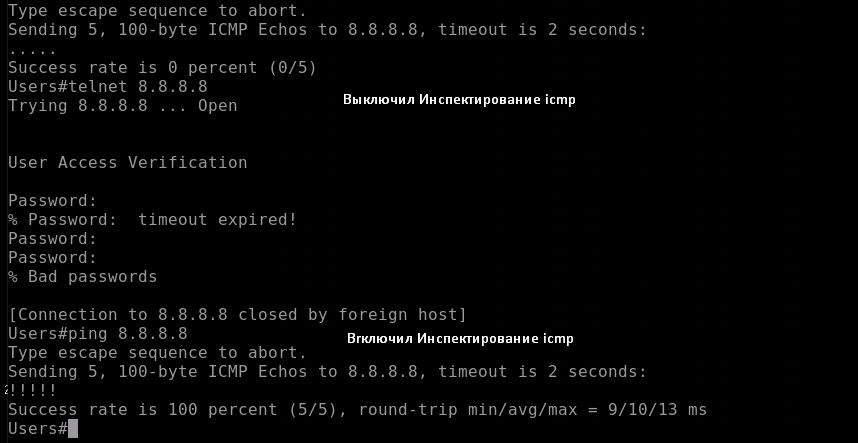 Type escape sequence to abort.
Sending 5, 100-byte ICMP Echos to 8.8.8.8, timeout is 2 seconds:
.....
Success rate is 0 percent (0/5)
Users#telnet 8.8.8.8
Trying 8.8.8.8 ... Open
Выключил Инспектирование icmp
User Access Verification
Password:
% Password:  timeout expired!
Password:
Password:
% Bad passwords
[Connection to 8.8.8.8 closed by foreign host]
Users#ping 8.8.8.8
Вгключил Инспектирование icmp
Type escape sequence to abort.
Sending 5, 100-byte ICMP Echos to 8.8.8.8, timeout is 2 seconds:
!!!!!
Success rate is 100 percent (5/5), round-trip min/avg/max = 9/10/13 ms
Users#